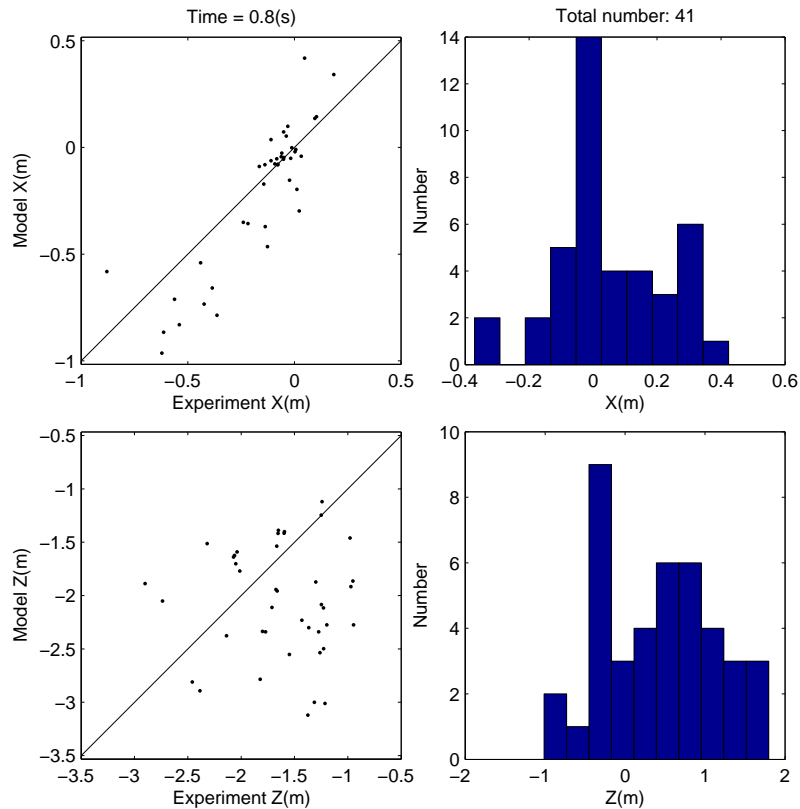 Time = 0.8(s)
0.5
0
−0.5
−1
−1 −0.5 0 0.5
Model X(m)
Experiment X(m)
Total number: 41
14
12
10
8
6
4
2
0
−0.4 −0.2 0 0.2 0.4 0.6
Number
X(m)
−0.5
−1
−1.5
−2
−2.5
−3
−3.5
−3.5 −3 −2.5 −2 −1.5 −1 −0.5
Model Z(m)
Experiment Z(m)
10
8
6
4
2
0
−2 −1 0 1 2
Number
Z(m)